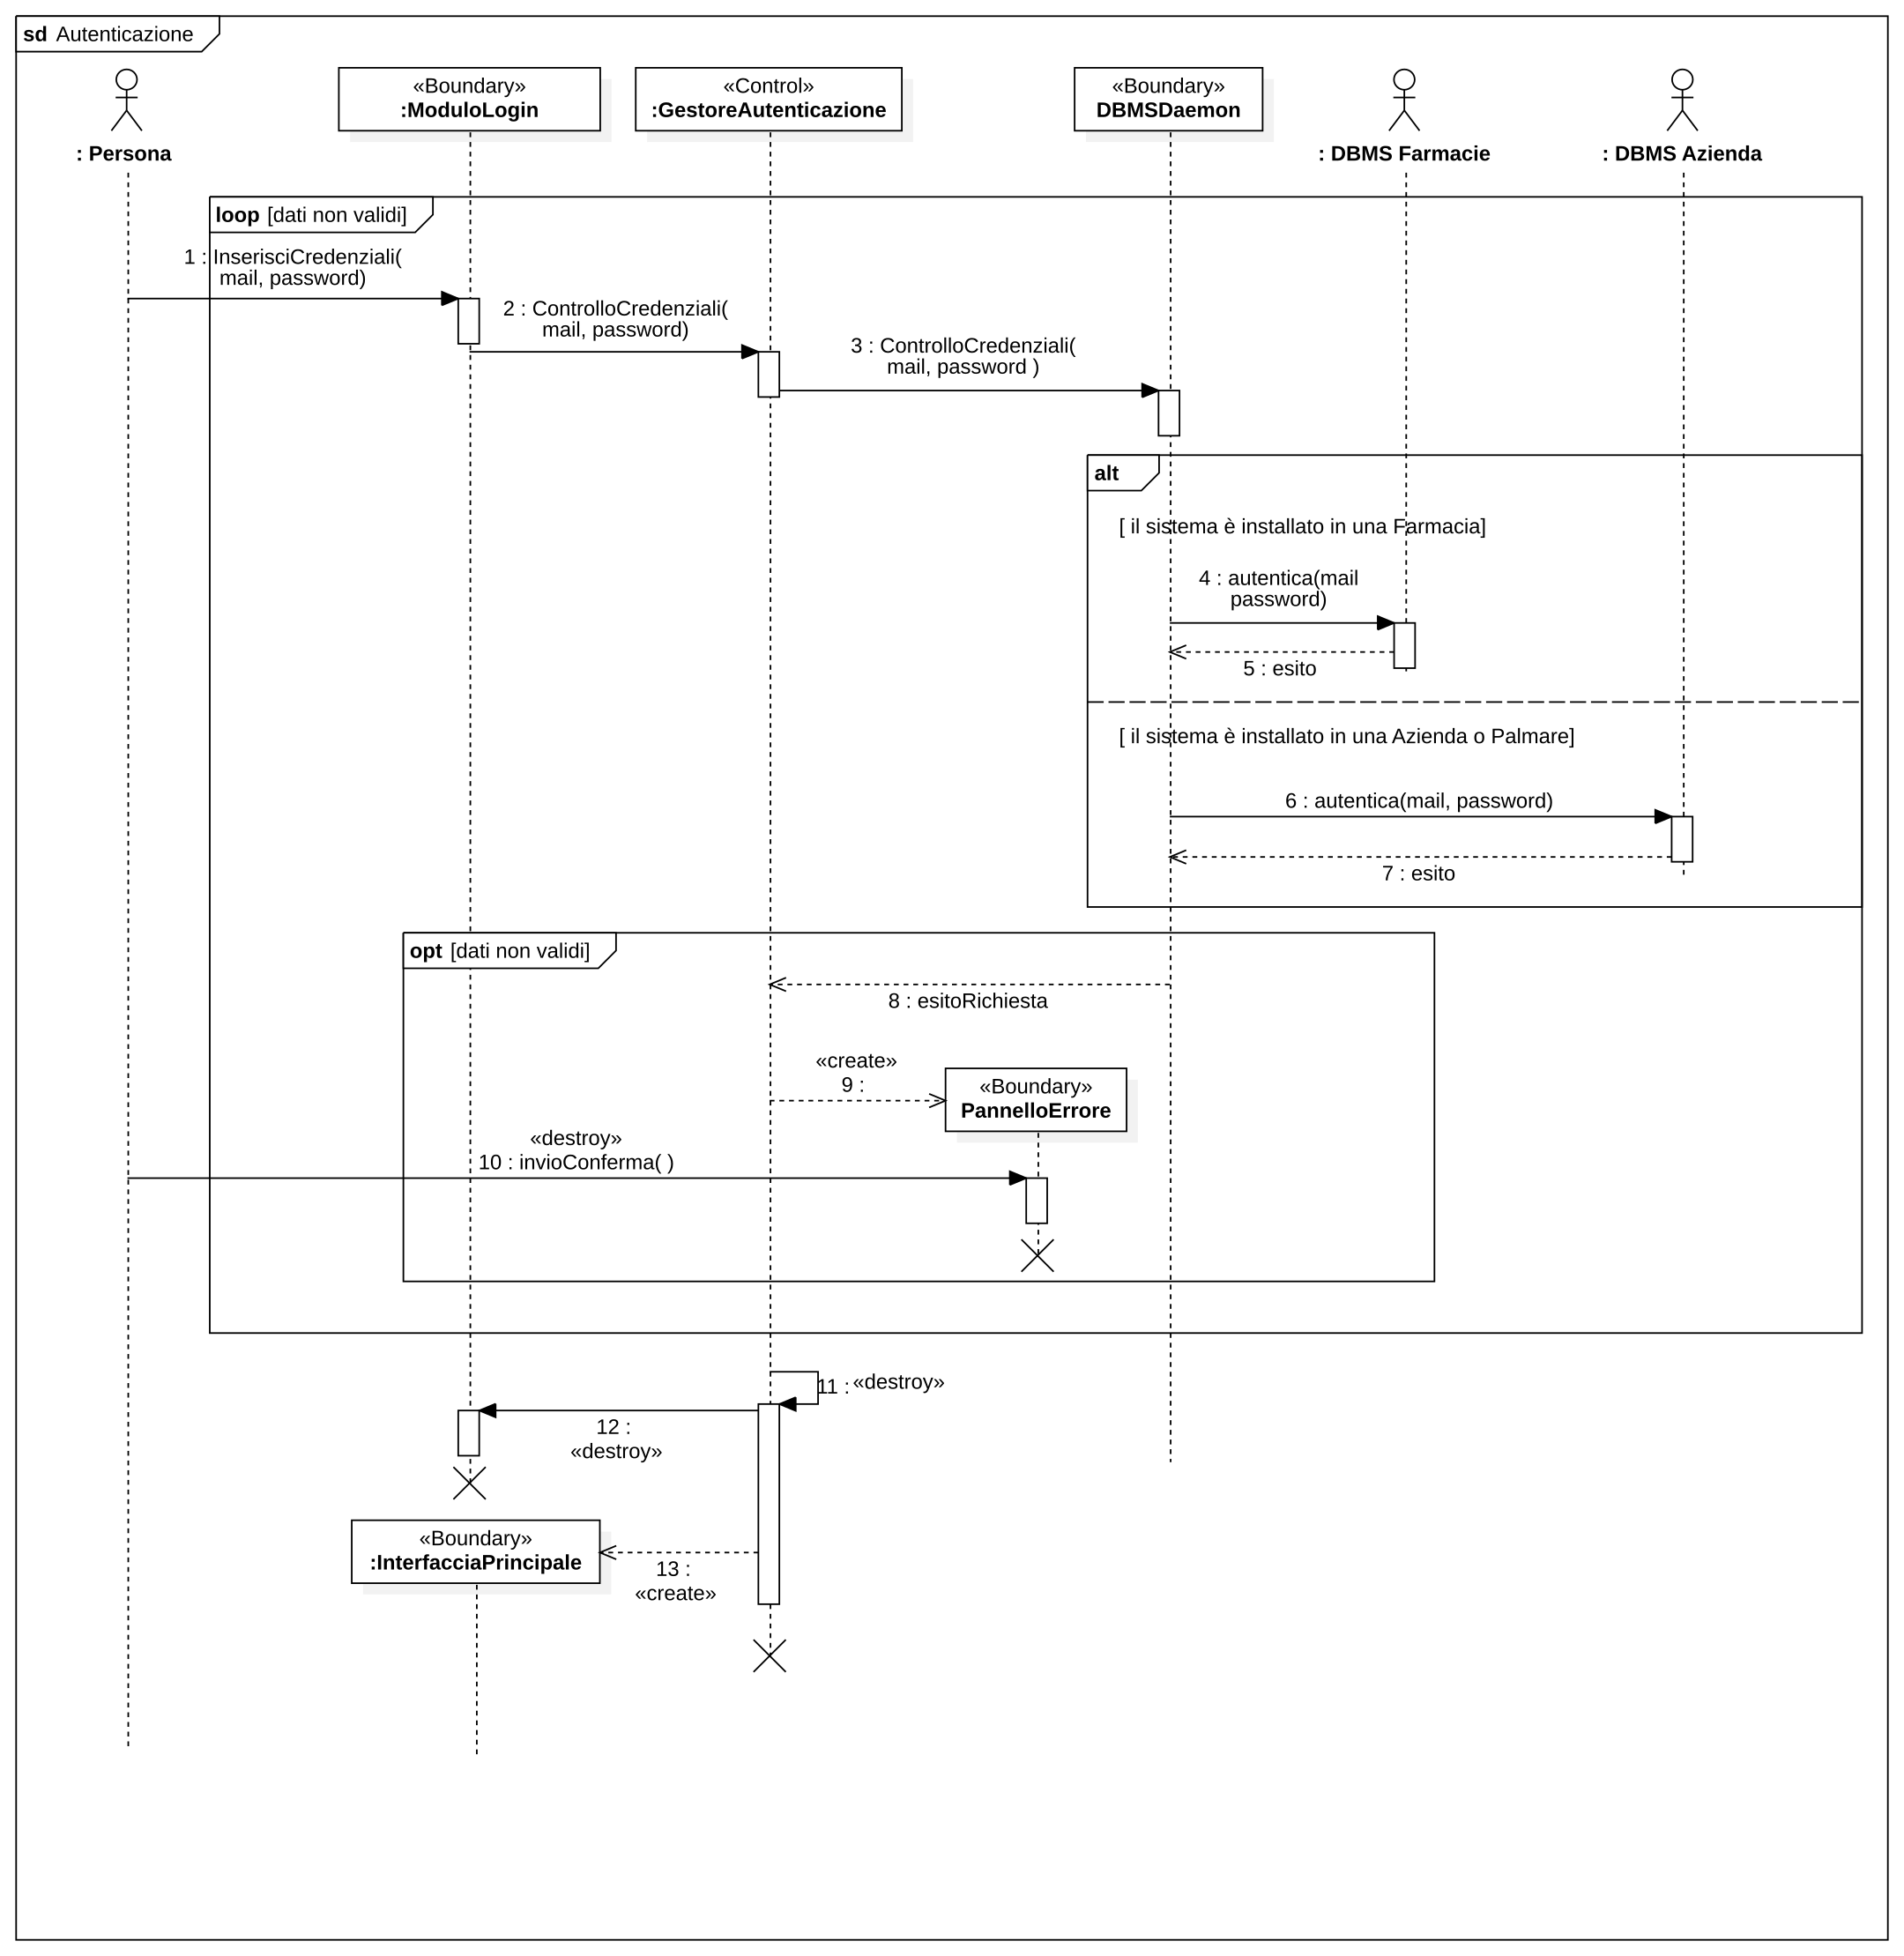 sd Autenticazione
«Boundary»
:ModuloLogin
«Control»
:GestoreAutenticazione
«Boundary»
DBMSDaemon
: Persona
: DBMS Farmacie
: DBMS Azienda
loop [dati non validi]
1 : InserisciCredenziali(
mail, password)
2 : ControlloCredenziali(
mail, password)
3 : ControlloCredenziali(
mail, password )
alt
[ il sistema è installato in una Farmacia]
4 : autentica(mail
password)
5 : esito
[ il sistema è installato in una Azienda o Palmare]
6 : autentica(mail, password)
7 : esito
opt [dati non validi]
8 : esitoRichiesta
«create»
9 :
«Boundary»
PannelloErrore
«destroy»
10 : invioConferma( )
11 : «destroy»
12 :
«destroy»
«Boundary»
:InterfacciaPrincipale
13 :
«create»